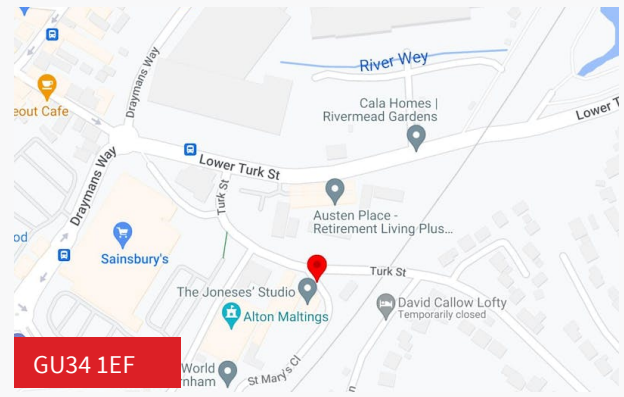 Draymans Way
River Wey
eout Cafe
Cala Homes |
Rivermead Gardens
Lower T
Lower Turk St
Draymans Way
Turk St
Austen Place -
Retirement Living Plus...
od
Sainsbury's
Turk St
The Joneses' Studio
David Callow Lofty
Temporarily closed
Alton Maltings
GU34 1EF
World
rnham
St Mary's Cl
n